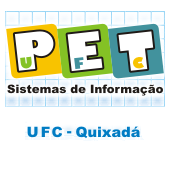 PET
UFC
Sistemas de Informação
UFC - Quixadá